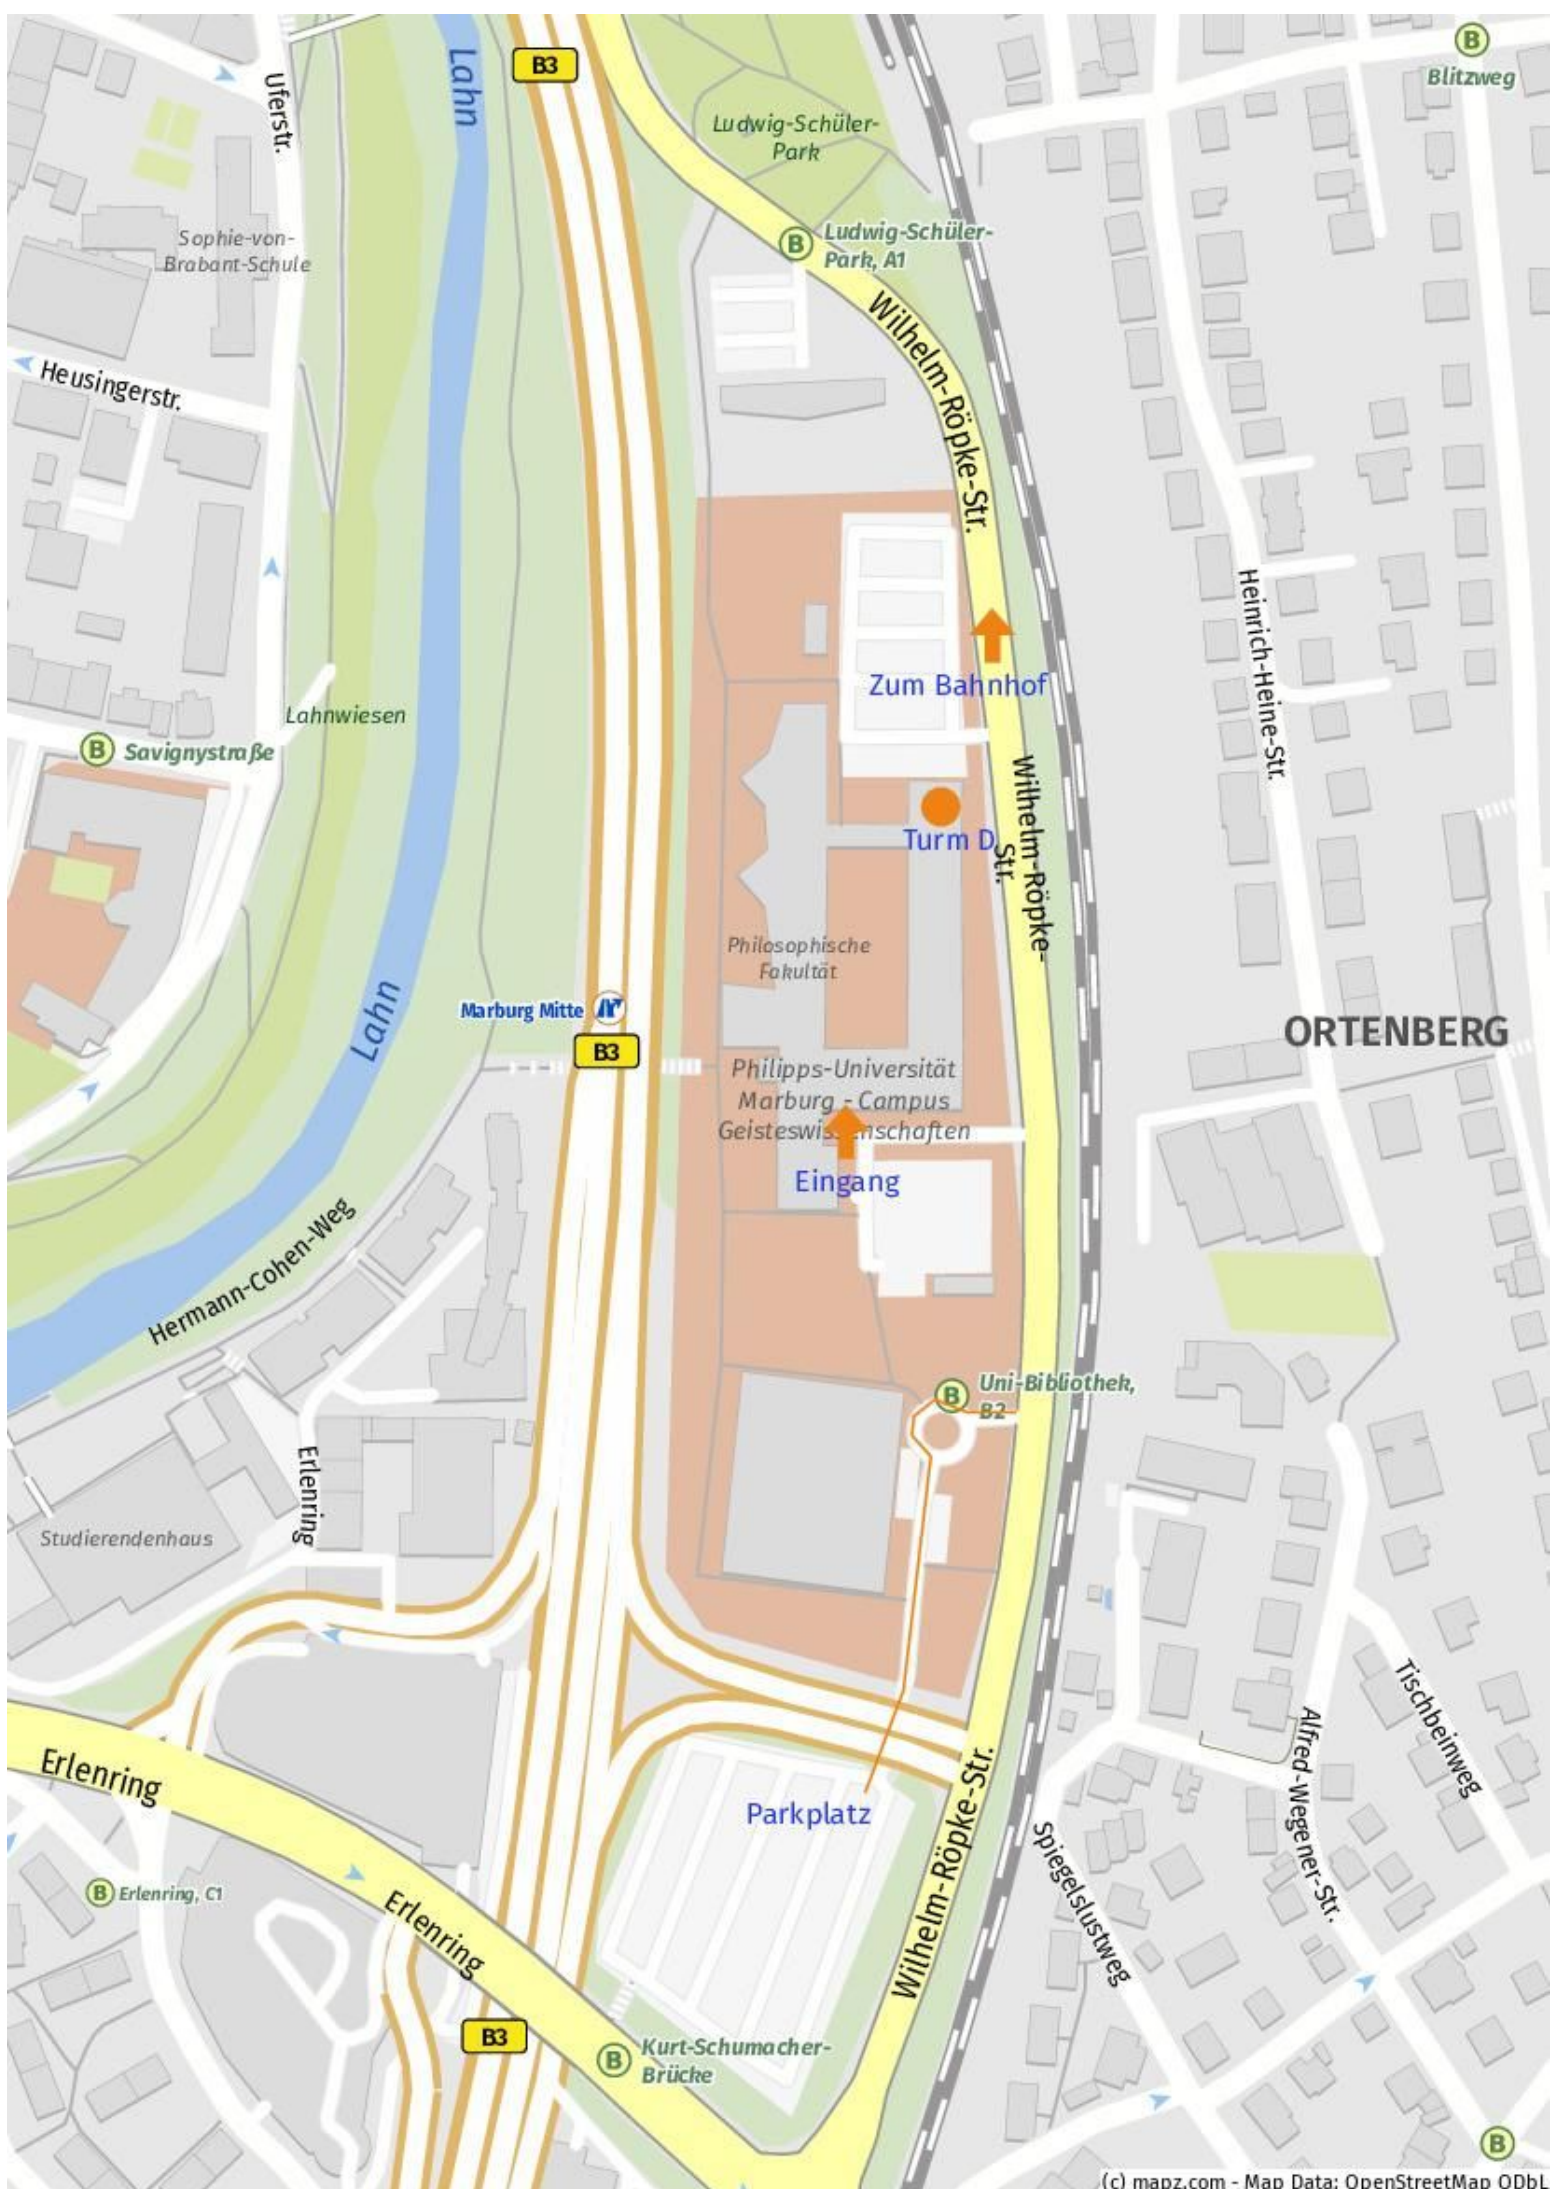 B3
Lahn
Uferstr.
B
Blitzweg
Ludwig-Schüler-
Park
Sophie-von-
Brabant-Schule
B
Ludwig-Schüler-
Park, A1
Wilhelm-Röpke-Str.
Heusingerstr.
Heinrich-Heine-Str.
Zum Bahnhof
Lahnwiesen
B
Savignystraße
Wilhelm-Röpke-
Str.
Turm D
Philosophische
Fakultät
Lahn
Marburg Mitte
B3
ORTENBERG
Philipps-Universität
Marburg - Campus
Geisteswissenschaften
Eingang
Hermann-Cohen-Weg
B
Uni-Bibliothek,
B2
Erlenring
Studierendenhaus
Tischbeinweg
Alfred-Wegener-Str.
Erlenring
Wilhelm-Röpke-Str.
Parkplatz
Spiegelslustweg
B
Erlenring, C1
Erlenring
B3
B
Kurt-Schumacher-
Brücke
B
(c) mapz.com - Map Data: OpenStreetMap ODbL